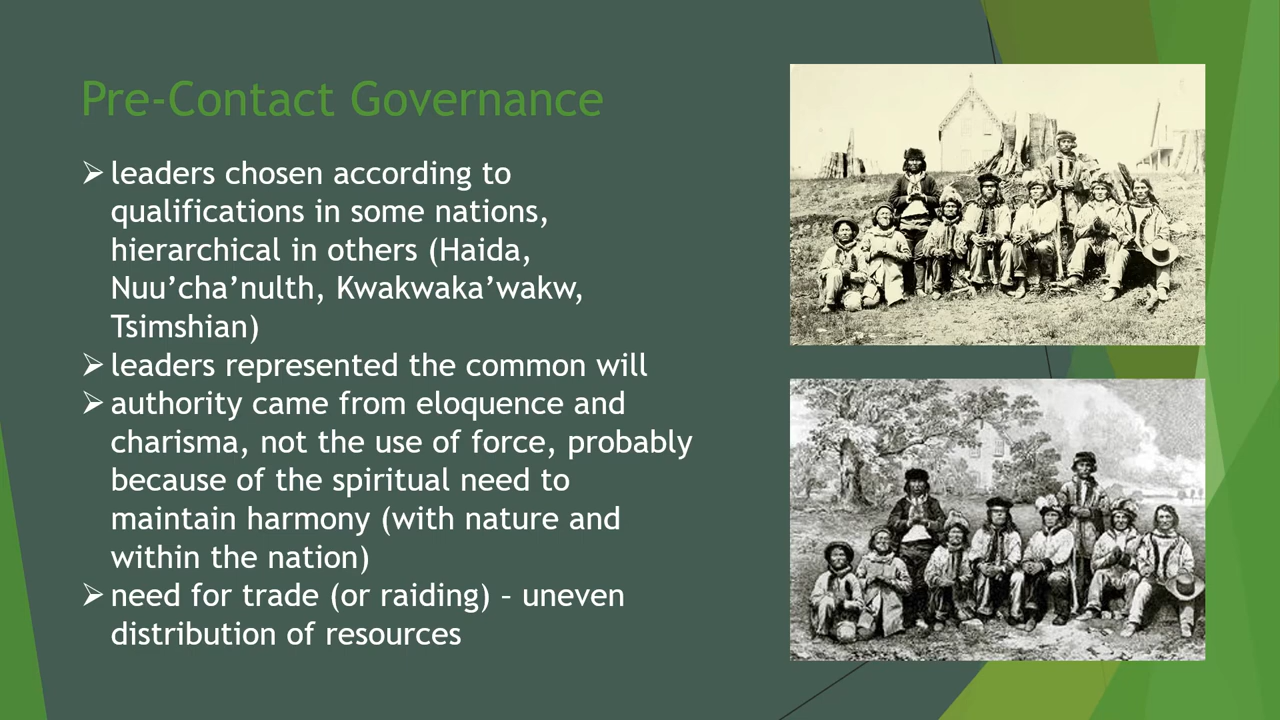 Pre-Contact Governance
➢ leaders chosen according to
qualifications in some nations,
hierarchical in others (Haida,
Nuu’cha’nulth, Kwakwaka’wakw,
Tsimshian)
➢ leaders represented the common will
➢ authority came from eloquence and
charisma, not the use of force, probably
because of the spiritual need to
maintain harmony (with nature and
within the nation)
➢ need for trade (or raiding) – uneven
distribution of resources